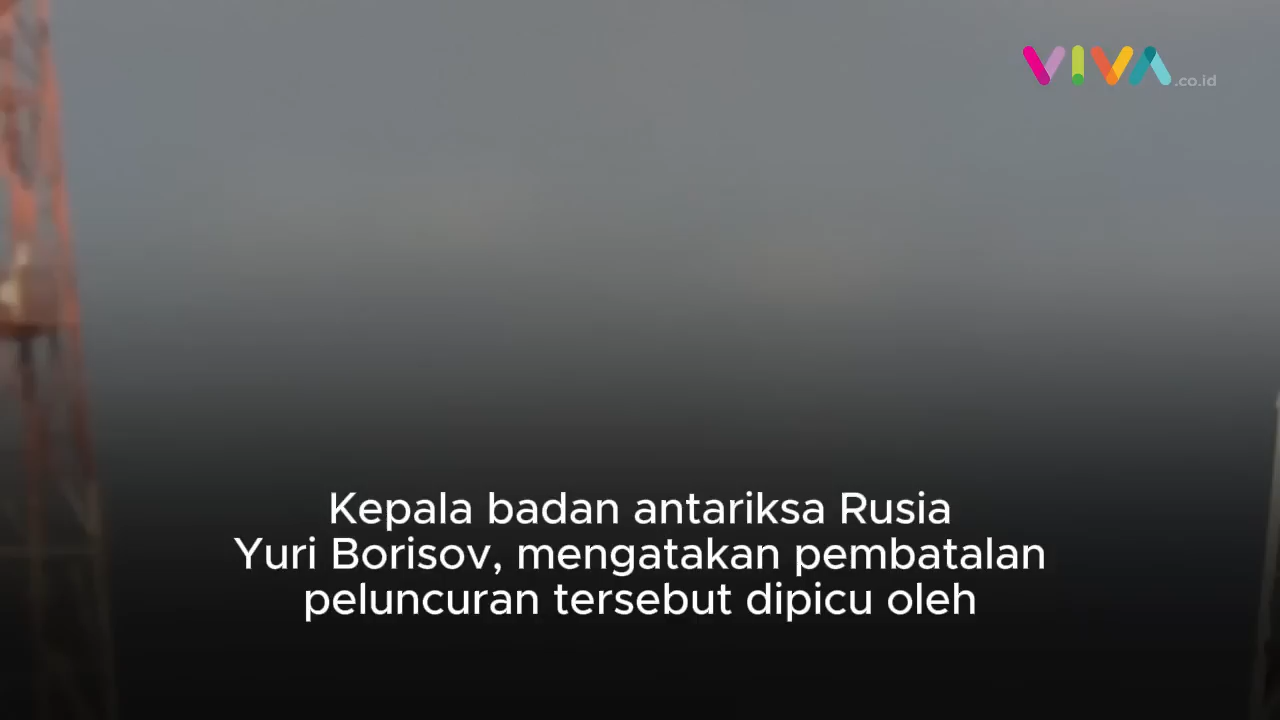 VIVA.co.id
Kepala badan antariksa Rusia
Yuri Borisov, mengatakan pembatalan
peluncuran tersebut dipicu oleh